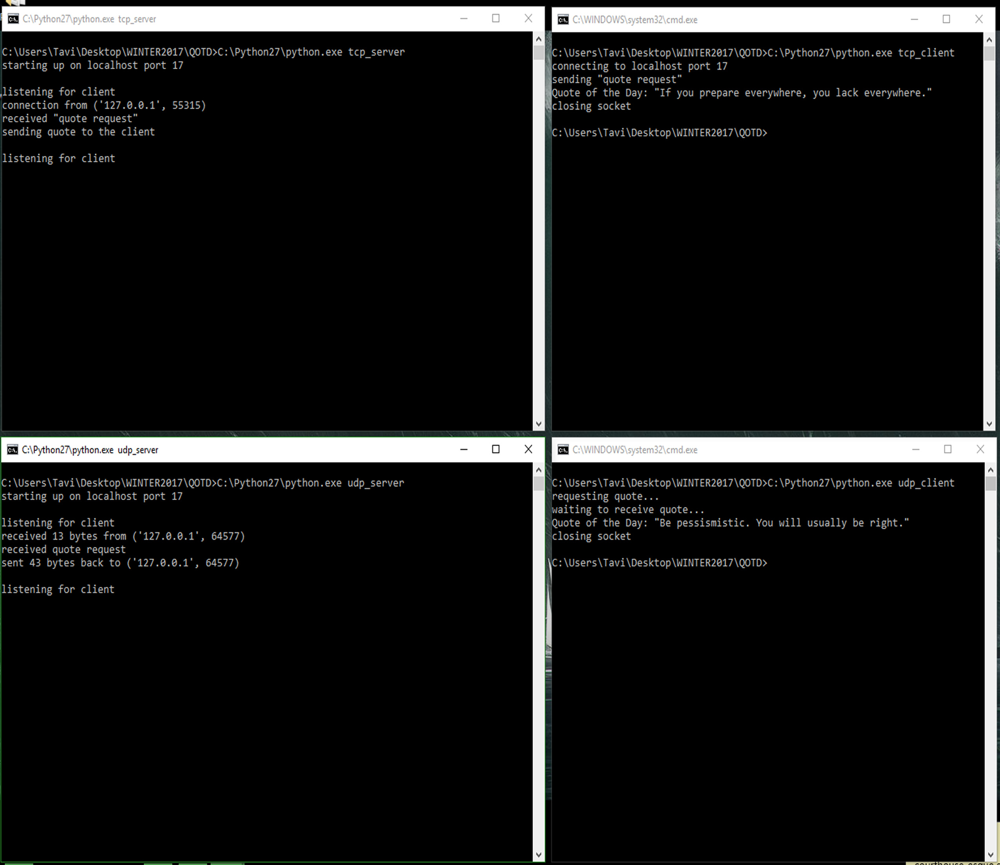 C:\Python27\python.exe tcp_server
C:\Users\Tavi\Desktop\WINTER2017\QOTD>C:\Python27\python.exe tcp_server
starting up on localhost port 17
listening for client
connection from ('127.0.0.1', 55315)
received "quote request"
sending quote to the client
listening for client
C:\WINDOWS\system32\cmd.exe
C:\Users\Tavi\Desktop\WINTER2017\QOTD>C:\Python27\python.exe tcp_client
connecting to localhost port 17
sending "quote request"
Quote of the Day: "If you prepare everywhere, you lack everywhere."
closing socket
C:\Users\Tavi\Desktop\WINTER2017\QOTD>
C:\Python27\python.exe udp_server
C:\Users\Tavi\Desktop\WINTER2017\QOTD>C:\Python27\python.exe udp_server
starting up on localhost port 17
listening for client
received 13 bytes from ('127.0.0.1', 64577)
received quote request
sent 43 bytes back to ('127.0.0.1', 64577)
listening for client
C:\WINDOWS\system32\cmd.exe
C:\Users\Tavi\Desktop\WINTER2017\QOTD>C:\Python27\python.exe udp_client
requesting quote...
waiting to receive quote...
Quote of the Day: "Be pessismistic. You will usually be right."
closing socket
C:\Users\Tavi\Desktop\WINTER2017\QOTD>